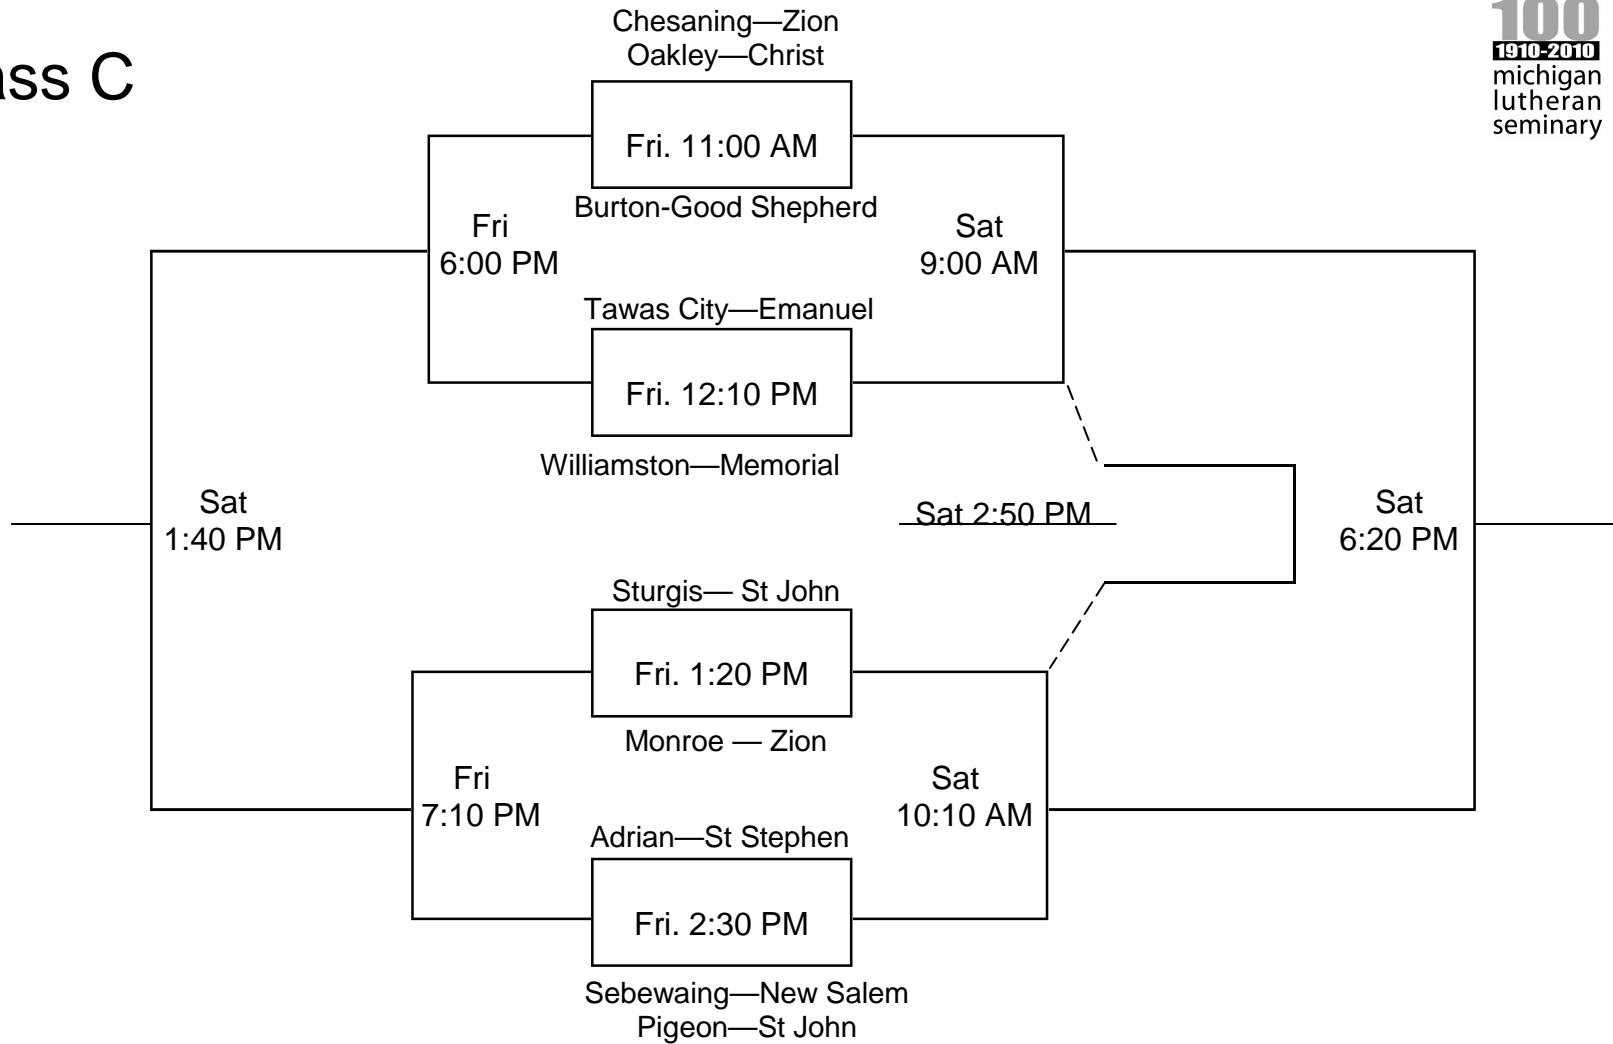 ass C
100
1910-2010
michigan
lutheran
seminary
Chesaning—Zion
Oakley—Christ
Fri. 11:00 AM
Burton-Good Shepherd
Fri
6:00 PM
Sat
9:00 AM
Tawas City—Emanuel
Fri. 12:10 PM
Williamston—Memorial
Sat
1:40 PM
Sat 2:50 PM
Sat
6:20 PM
Sturgis— St John
Fri. 1:20 PM
Monroe — Zion
Fri
7:10 PM
Sat
10:10 AM
Adrian—St Stephen
Fri. 2:30 PM
Sebewaing—New Salem
Pigeon—St John